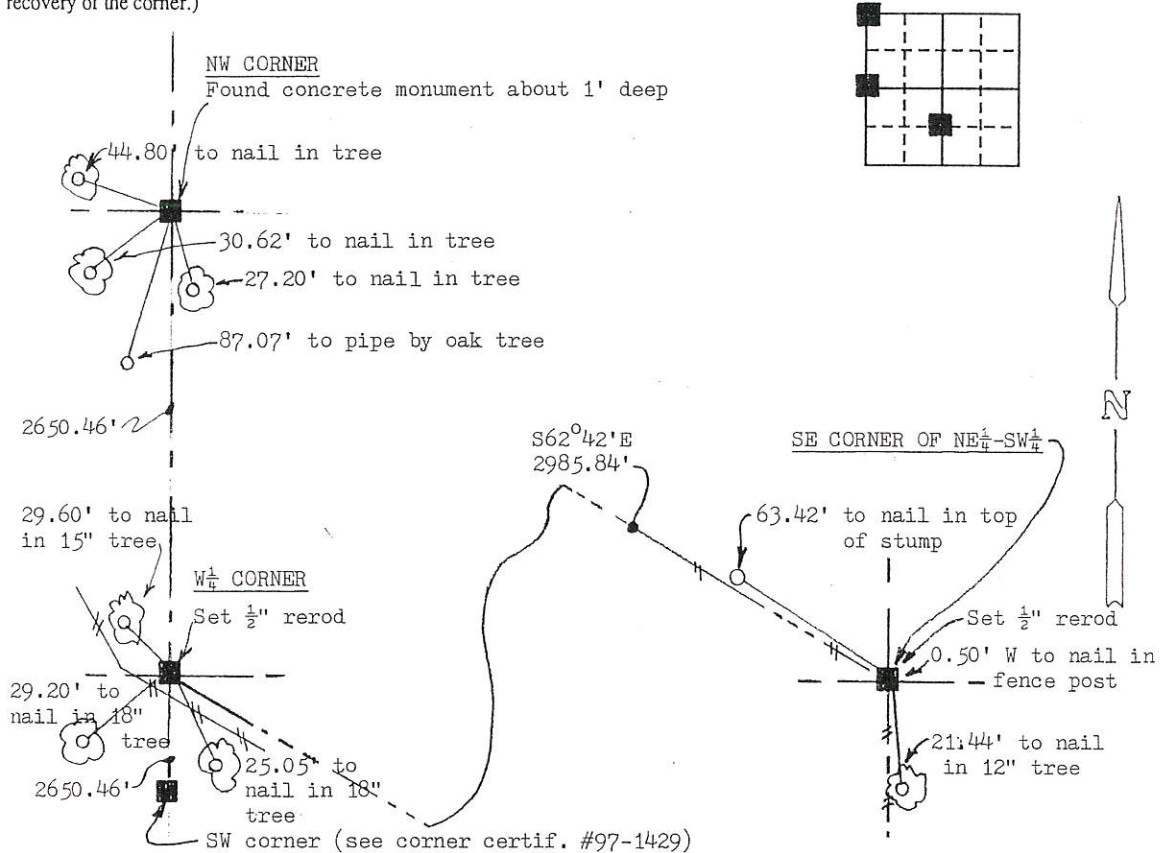 recovery of the corner.)
NW CORNER
Found concrete monument about 1' deep
44.80' to nail in tree
30.62' to nail in tree
27.20' to nail in tree
87.07' to pipe by oak tree
2650.46'
S62°42'E
2985.84'
SE CORNER OF NE¼-SW¼
N
29.60' to nail
in 15" tree
63.42' to nail in top
of stump
W¼ CORNER
Set ½" rerod
Set ½" rerod
0.50' W to nail in
fence post
29.20' to
nail in 18"
tree
21.44' to nail
in 12" tree
25.05' to
nail in 18"
tree
2650.46'
SW corner (see corner certif. #97-1429)